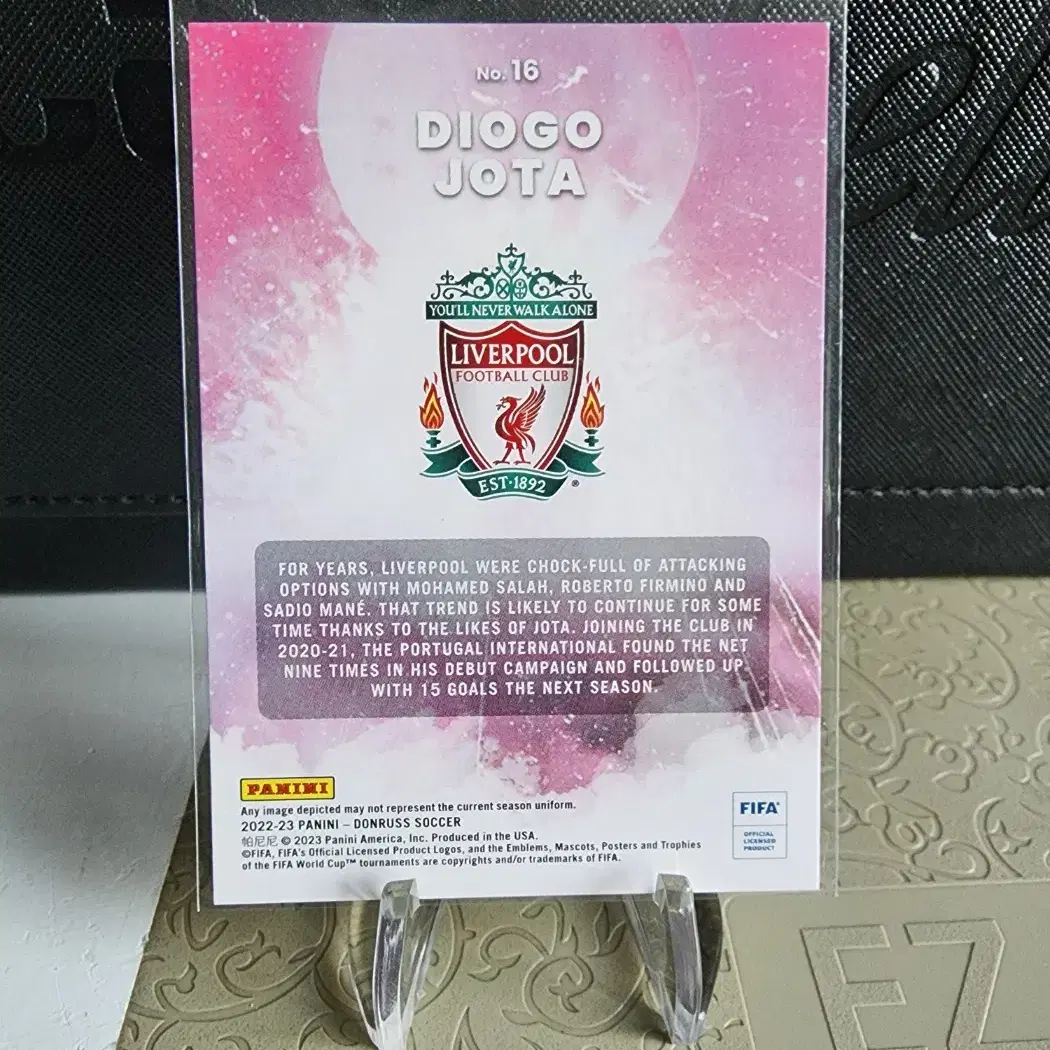 No. 16
DIOGO
JOTA
YOU'LL NEVER WALK ALONE
LIVERPOOL
FOOTBALL CLUB
EST·1892
®
FOR YEARS, LIVERPOOL WERE CHOCK-FULL OF ATTACKING
OPTIONS WITH MOHAMED SALAH, ROBERTO FIRMINO AND
SADIO MANÉ. THAT TREND IS LIKELY TO CONTINUE FOR SOME
TIME THANKS TO THE LIKES OF JOTA. JOINING THE CLUB IN
2020-21, THE PORTUGAL INTERNATIONAL FOUND THE NET
NINE TIMES IN HIS DEBUT CAMPAIGN AND FOLLOWED UP
WITH 15 GOALS THE NEXT SEASON.
PANINI
Any image depicted may not represent the current season uniform.
2022-23 PANINI – DONRUSS SOCCER
帕尼尼 © 2023 Panini America, Inc. Produced in the USA.
©FIFA, FIFA's Official Licensed Product Logos, and the Emblems, Mascots, Posters and Trophies
of the FIFA World Cup™ tournaments are copyrights and/or trademarks of FIFA.
FIFA®
OFFICIAL
LICENSED
PRODUCT
EZ